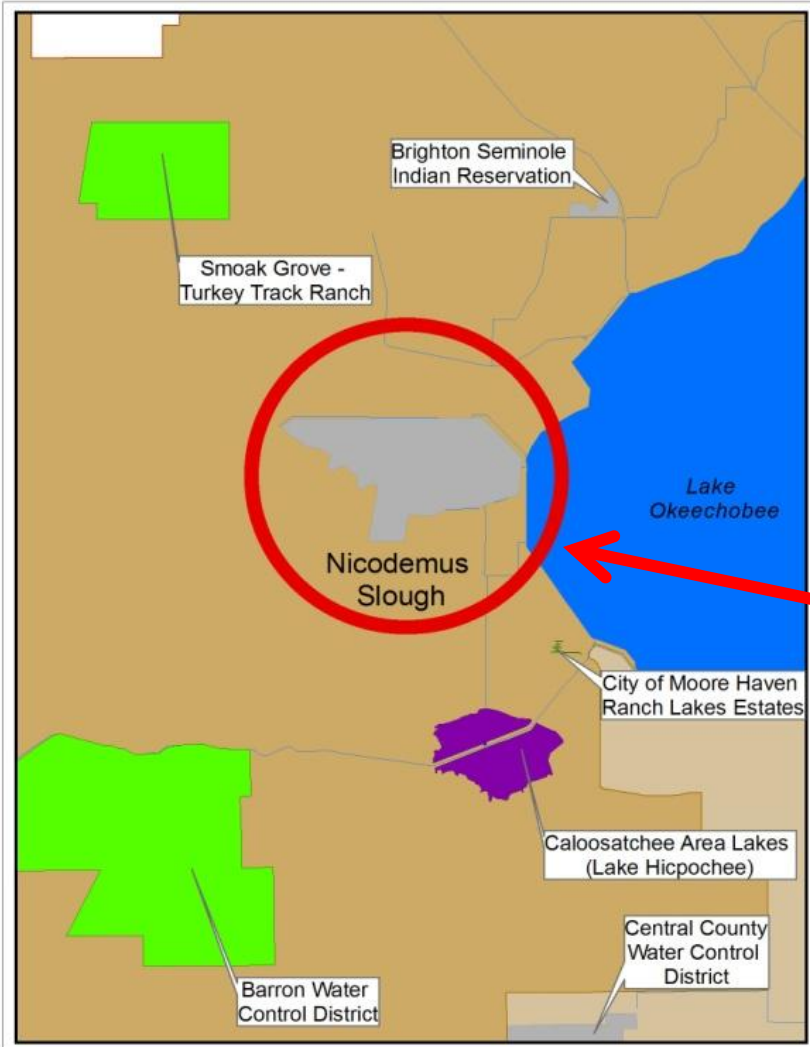 Brighton Seminole
Indian Reservation
Smoak Grove -
Turkey Track Ranch
Lake
Okeechobee
Nicodemus
Slough
City of Moore Haven
Ranch Lakes Estates
Caloosatchee Area Lakes
(Lake Hicpochee)
Central County
Water Control
District
Barron Water
Control District